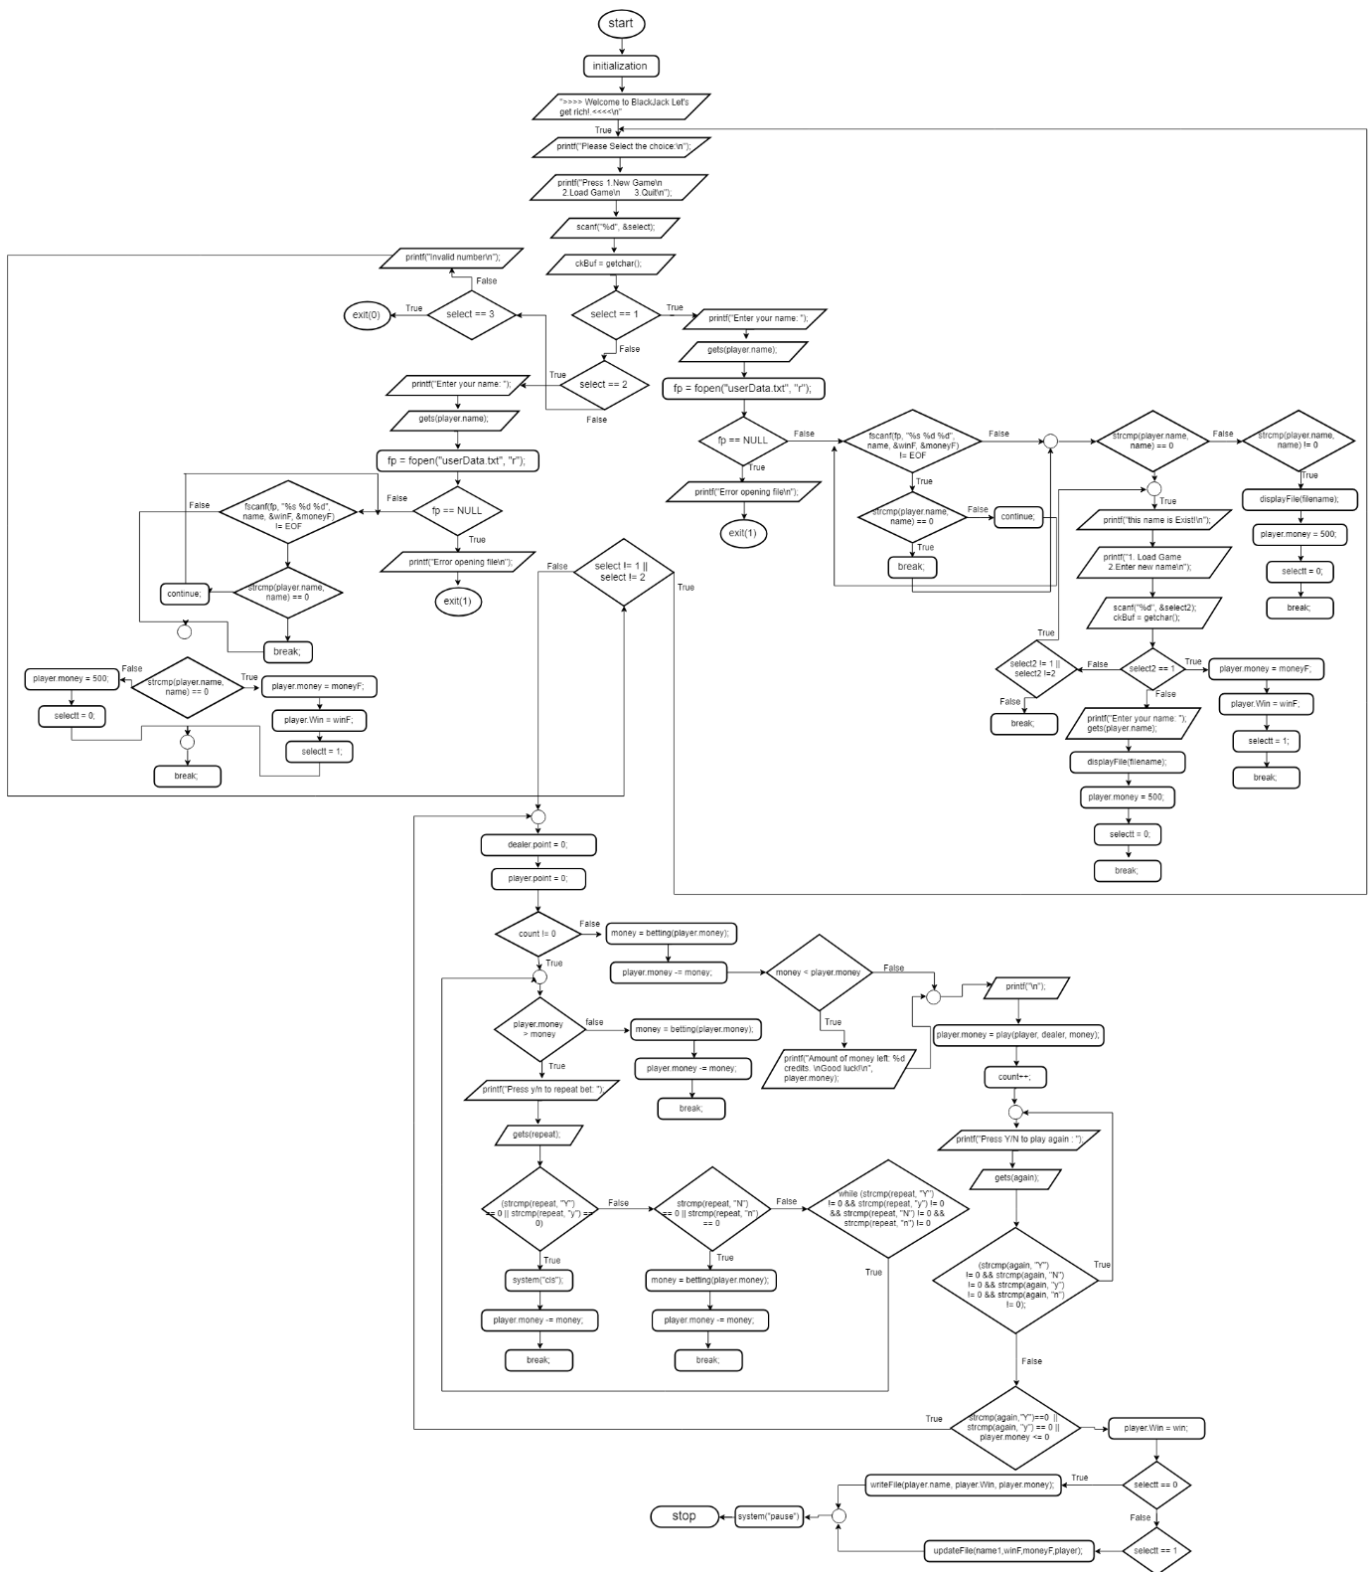 start
initialization
">>>> Welcome to BlackJack Let's
get rich! <<<<\n"
True
printf("Please Select the choice:\n");
printf("Press 1.New Game\n
2.Load Game\n 3.Quit\n");
scanf("%d", &select);
ckBuf = getchar();
printf("Invalid number\n");
False
exit(0)
True
select == 3
select == 1
True
printf("Enter your name: ");
False
gets(player.name);
printf("Enter your name: ");
True
select == 2
False
fp = fopen("userData.txt", "r");
gets(player.name);
fp == NULL
False
fscanf(fp, "%s %d %d",
name, &winF, &moneyF)
!= EOF
False
strcmp(player.name,
name) == 0
False
strcmp(player.name,
name) != 0
fp = fopen("userData.txt", "r");
True
True
True
printf("Error opening file\n");
displayFile(filename);
False
fscanf(fp, "%s %d %d",
name, &winF, &moneyF)
!= EOF
False
fp == NULL
True
exit(1)
strcmp(player.name,
name) == 0
False
continue;
True
printf("this name is Exist!\n");
player.money = 500;
True
printf("Error opening file\n");
break;
printf("1. Load Game
2.Enter new name\n");
selectt = 0;
False
select != 1 ||
select != 2
True
continue;
strcmp(player.name,
name) == 0
exit(1)
scanf("%d", &select2);
ckBuf = getchar();
break;
break;
True
select2 != 1 ||
select2 !=2
False
select2 == 1
True
player.money = moneyF;
False
player.money = 500;
strcmp(player.name,
name) == 0
True
player.money = moneyF;
False
False
player.Win = winF;
selectt = 0;
player.Win = winF;
break;
printf("Enter your name: ");
gets(player.name);
selectt = 1;
selectt = 1;
displayFile(filename);
break;
break;
player.money = 500;
dealer.point = 0;
selectt = 0;
player.point = 0;
break;
count != 0
False
money = betting(player.money);
True
player.money -= money;
money < player.money
False
printf("\n");
True
player.money
> money
false
money = betting(player.money);
player.money = play(player, dealer, money);
True
player.money -= money;
printf("Amount of money left: %d
credits. \nGood luck!\n",
player.money);
count++;
printf("Press y/n to repeat bet: ");
break;
gets(repeat);
printf("Press Y/N to play again : ");
gets(again);
(strcmp(repeat, "Y")
== 0 || strcmp(repeat, "y") ==
0)
False
strcmp(repeat, "N")
== 0 || strcmp(repeat, "n")
== 0
False
while (strcmp(repeat, "Y")
!= 0 && strcmp(repeat, "y") != 0
&& strcmp(repeat, "N") != 0 &&
strcmp(repeat, "n") != 0
True
True
True
(strcmp(again, "Y")
!= 0 && strcmp(again, "N")
!= 0 && strcmp(again, "y")
!= 0 && strcmp(again, "n")
!= 0);
True
system("cls");
money = betting(player.money);
player.money -= money;
player.money -= money;
break;
break;
False
True
strcmp(again,"Y")==0 ||
strcmp(again, "y") == 0 ||
player.money <= 0
player.Win = win;
writeFile(player.name, player.Win, player.money);
True
selectt == 0
stop
system("pause")
False
updateFile(name1,winF,moneyF,player);
selectt == 1